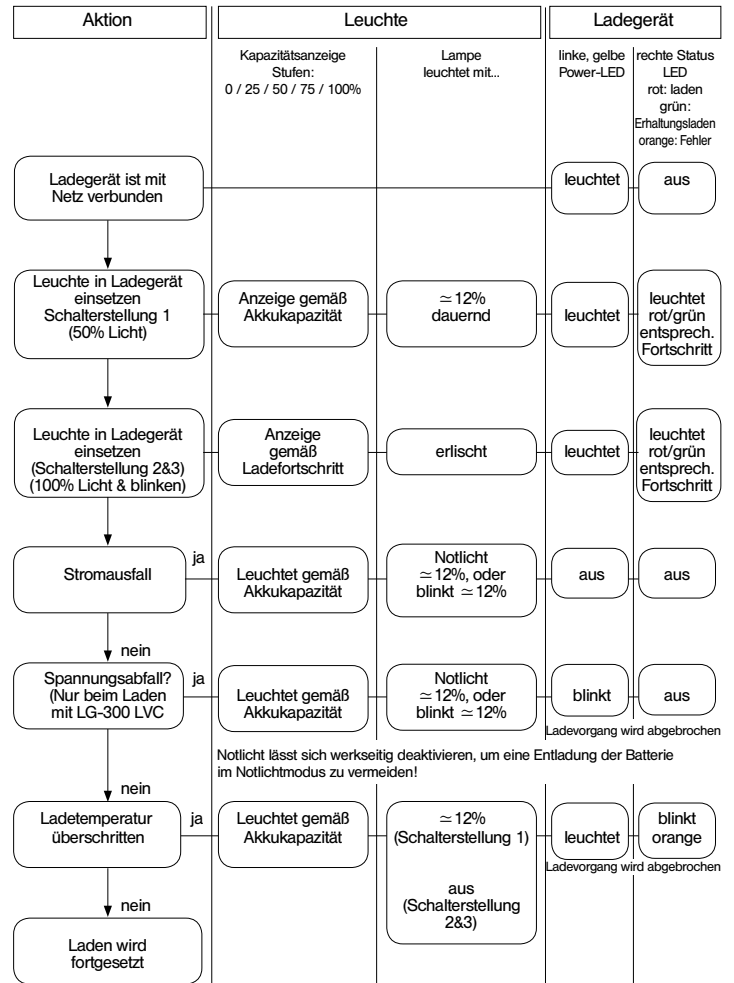 Aktion
Leuchte
Ladegerät
Kapazitätsanzeige
Stufen:
0 / 25 / 50 / 75 / 100%
Lampe
leuchtet mit...
linke, gelbe
Power-LED
rechte Status
LED
rot: laden
grün:
Erhaltungsladen
orange: Fehler
Ladegerät ist mit
Netz verbunden
leuchtet
aus
Leuchte in Ladegerät
einsetzen
Schalterstellung 1
(50% Licht)
Anzeige gemäß
Akkukapazität
≃ 12%
dauernd
leuchtet
leuchtet
rot/grün
entsprech.
Fortschritt
Leuchte in Ladegerät
einsetzen
(Schalterstellung 2&3)
(100% Licht & blinken)
Anzeige
gemäß
Ladefortschritt
erlischt
leuchtet
leuchtet
rot/grün
entsprech.
Fortschritt
Stromausfall
ja
Leuchtet gemäß
Akkukapazität
Notlicht
≃ 12%, oder
blinkt ≃ 12%
aus
aus
nein
Spannungsabfall?
(Nur beim Laden
mit LG-300 LVC
ja
Leuchtet gemäß
Akkukapazität
Notlicht
≃ 12%, oder
blinkt ≃ 12%
blinkt
aus
Ladevorgang wird abgebrochen
Notlicht lässt sich werkseitig deaktivieren, um eine Entladung der Batterie
im Notlichtmodus zu vermeiden!
nein
Ladetemperatur
überschritten
ja
Leuchtet gemäß
Akkukapazität
≃ 12%
(Schalterstellung 1)
aus
(Schalterstellung
2&3)
leuchtet
blinkt
orange
Ladevorgang wird abgebrochen
nein
Laden wird
fortgesetzt